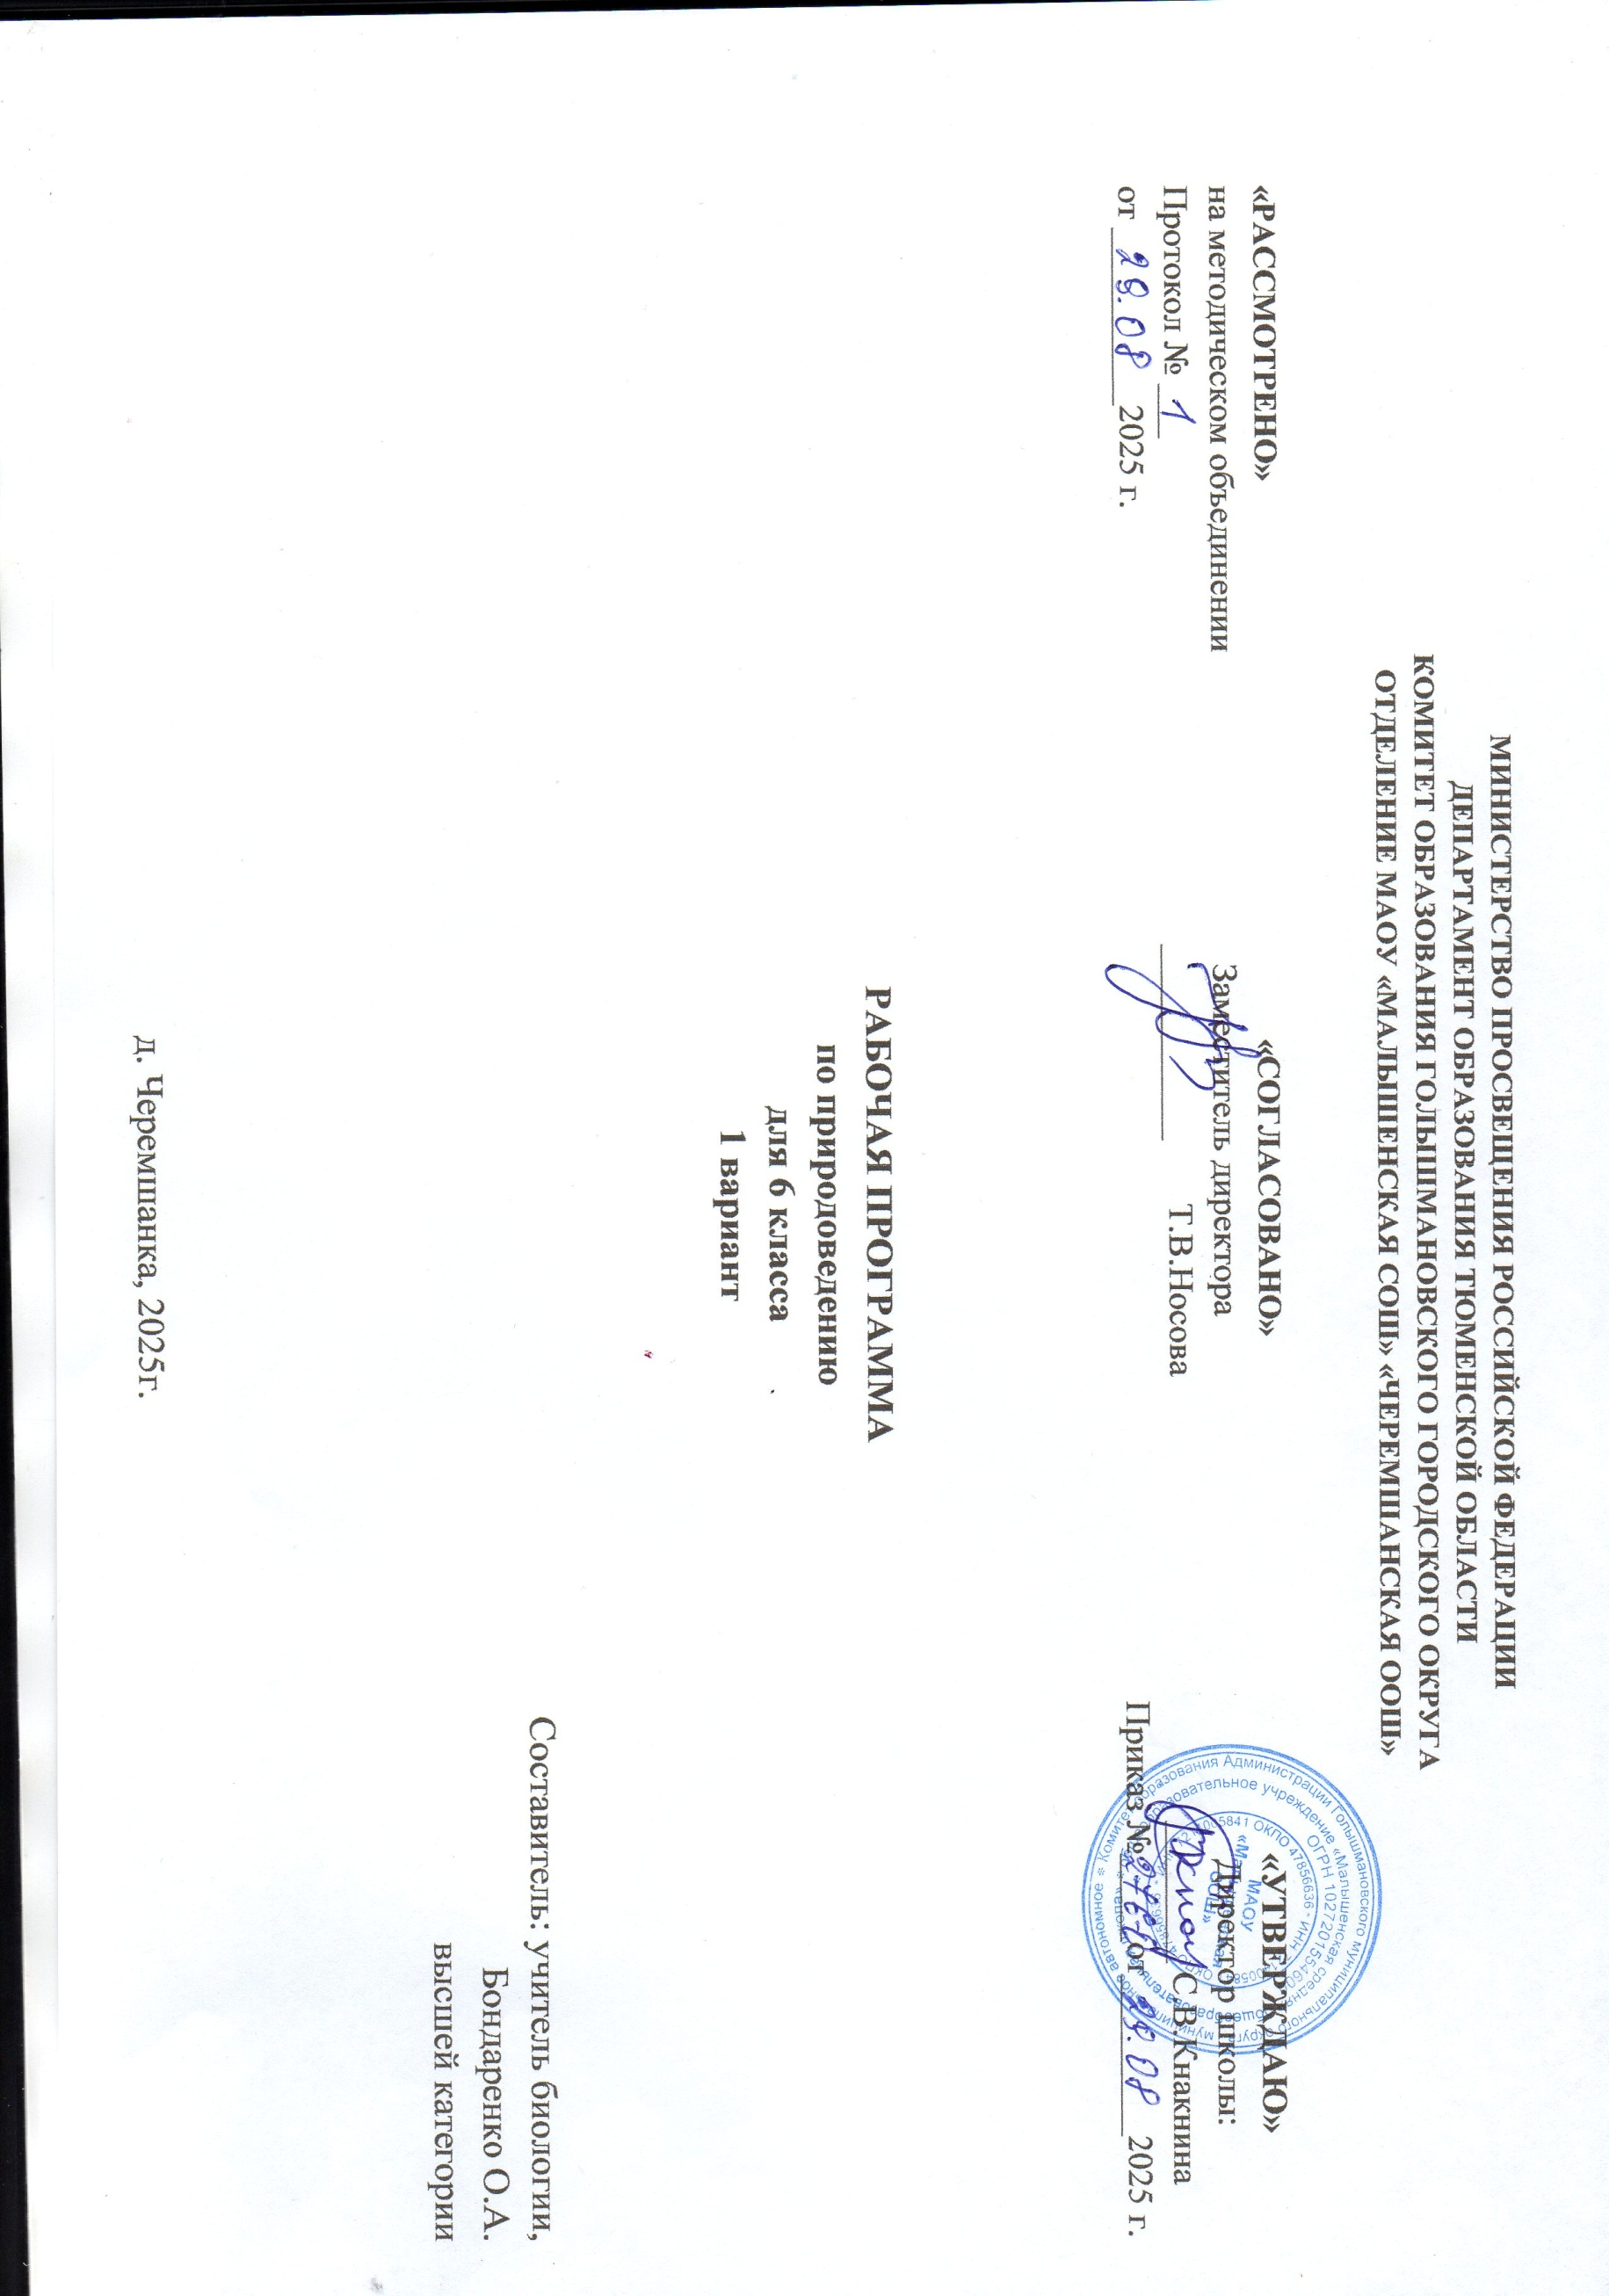 МИНИСТЕРСТВО ПРОСВЕЩЕНИЯ РОССИЙСКОЙ ФЕДЕРАЦИИ
ДЕПАРТАМЕНТ ОБРАЗОВАНИЯ ТЮМЕНСКОЙ ОБЛАСТИ
КОМИТЕТ ОБРАЗОВАНИЯ ГОЛЫШМАНОВСКОГО ГОРОДСКОГО ОКРУГА
ОТДЕЛЕНИЕ МАОУ «МАЛЫШЕНСКАЯ СОШ» «ЧЕРЕМШАНСКАЯ ООШ»
«РАССМОТРЕНО»
на методическом объединении
Протокол № 1
от 28.08 2025 г.
«СОГЛАСОВАНО»
Заместитель директора
Т.В.Носова
«УТВЕРЖДАЮ»
Директор школы:
С.В.Кнакнина
Приказ № от 28.08 2025 г.
РАБОЧАЯ ПРОГРАММА
по природоведению
для 6 класса
1 вариант
Составитель: учитель биологии,
Бондаренко О.А.
высшей категории
д. Черемшанка, 2025г.